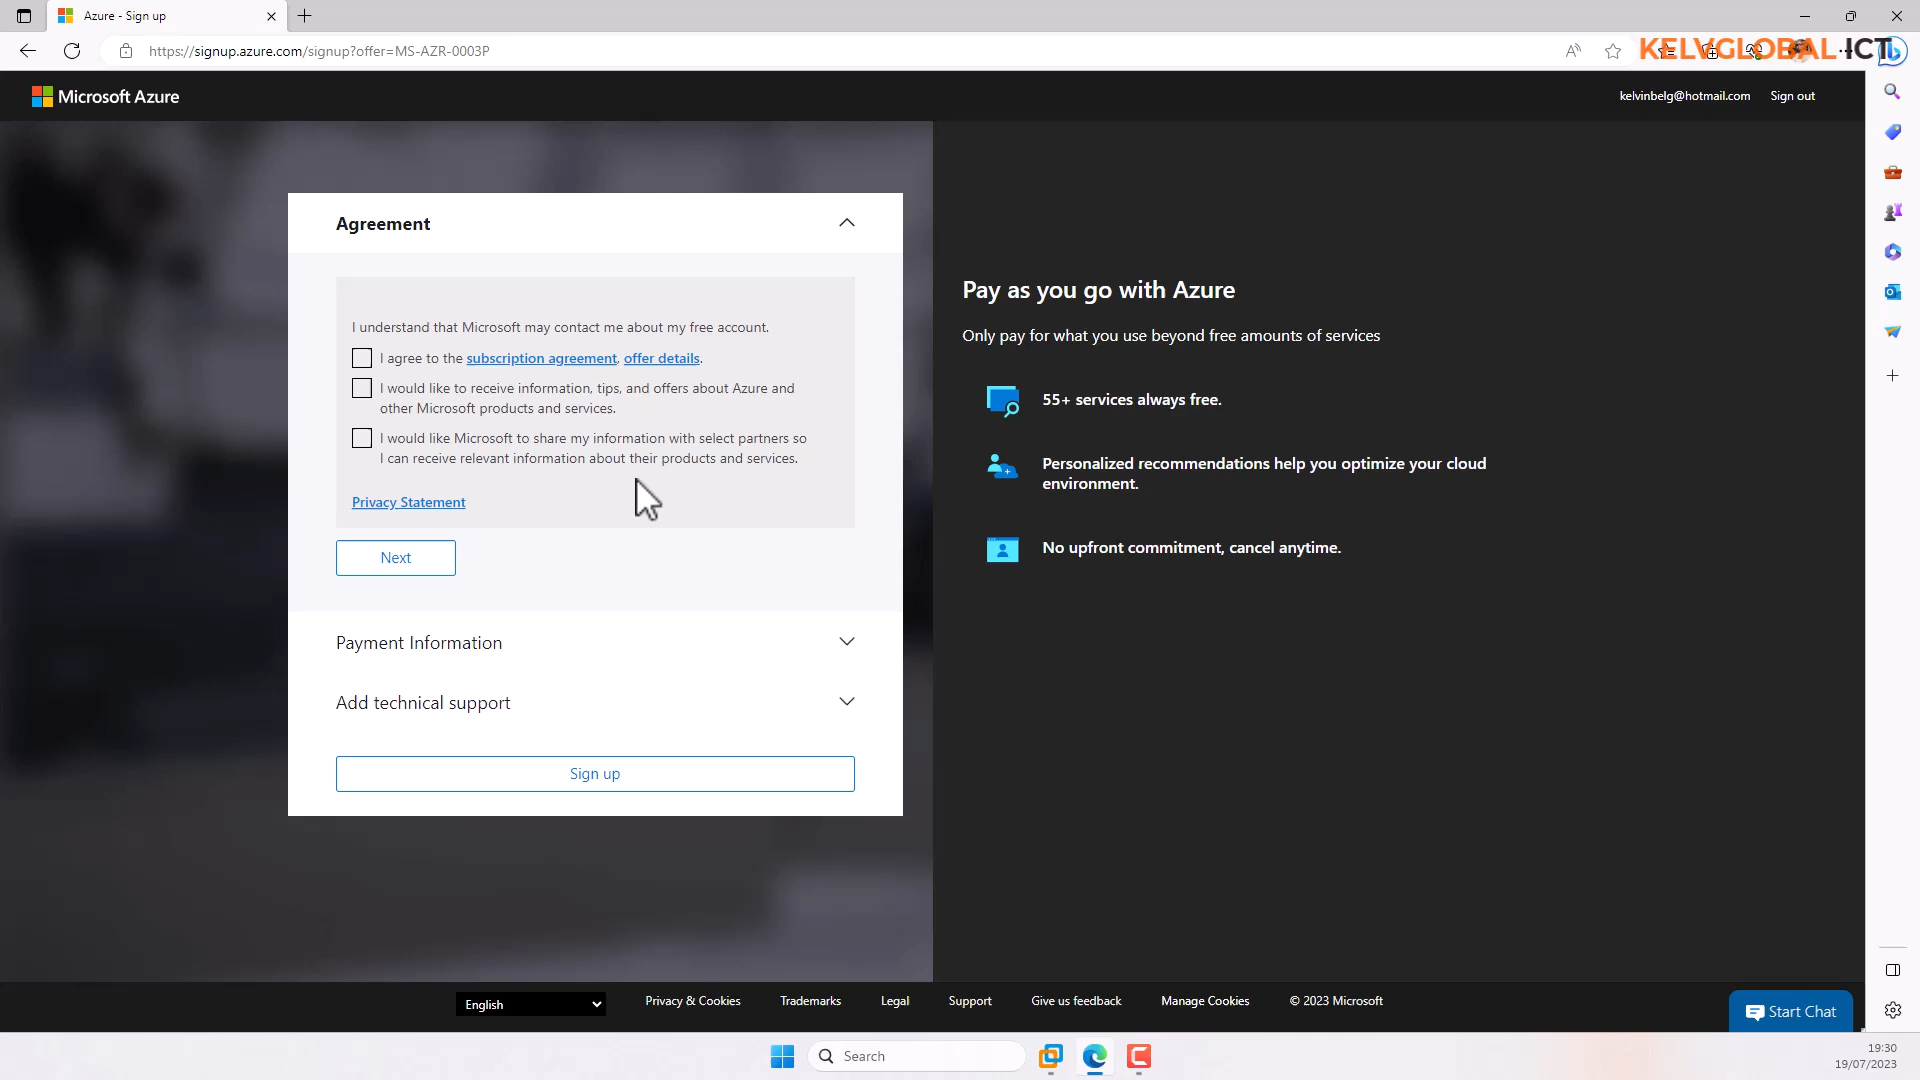 Azure - Sign up
https://signup.azure.com/signup?offer=MS-AZR-0003P
KELVGLOBAL ICT
Microsoft Azure
kelvinbelg@hotmail.com
Sign out
Agreement
I understand that Microsoft may contact me about my free account.
I agree to the subscription agreement, offer details.
I would like to receive information, tips, and offers about Azure and
other Microsoft products and services.
I would like Microsoft to share my information with select partners so
I can receive relevant information about their products and services.
Privacy Statement
Next
Payment Information
Add technical support
Sign up
Pay as you go with Azure
Only pay for what you use beyond free amounts of services
55+ services always free.
Personalized recommendations help you optimize your cloud
environment.
No upfront commitment, cancel anytime.
English
Privacy & Cookies
Trademarks
Legal
Support
Give us feedback
Manage Cookies
© 2023 Microsoft
Start Chat
Search
19:30
19/07/2023